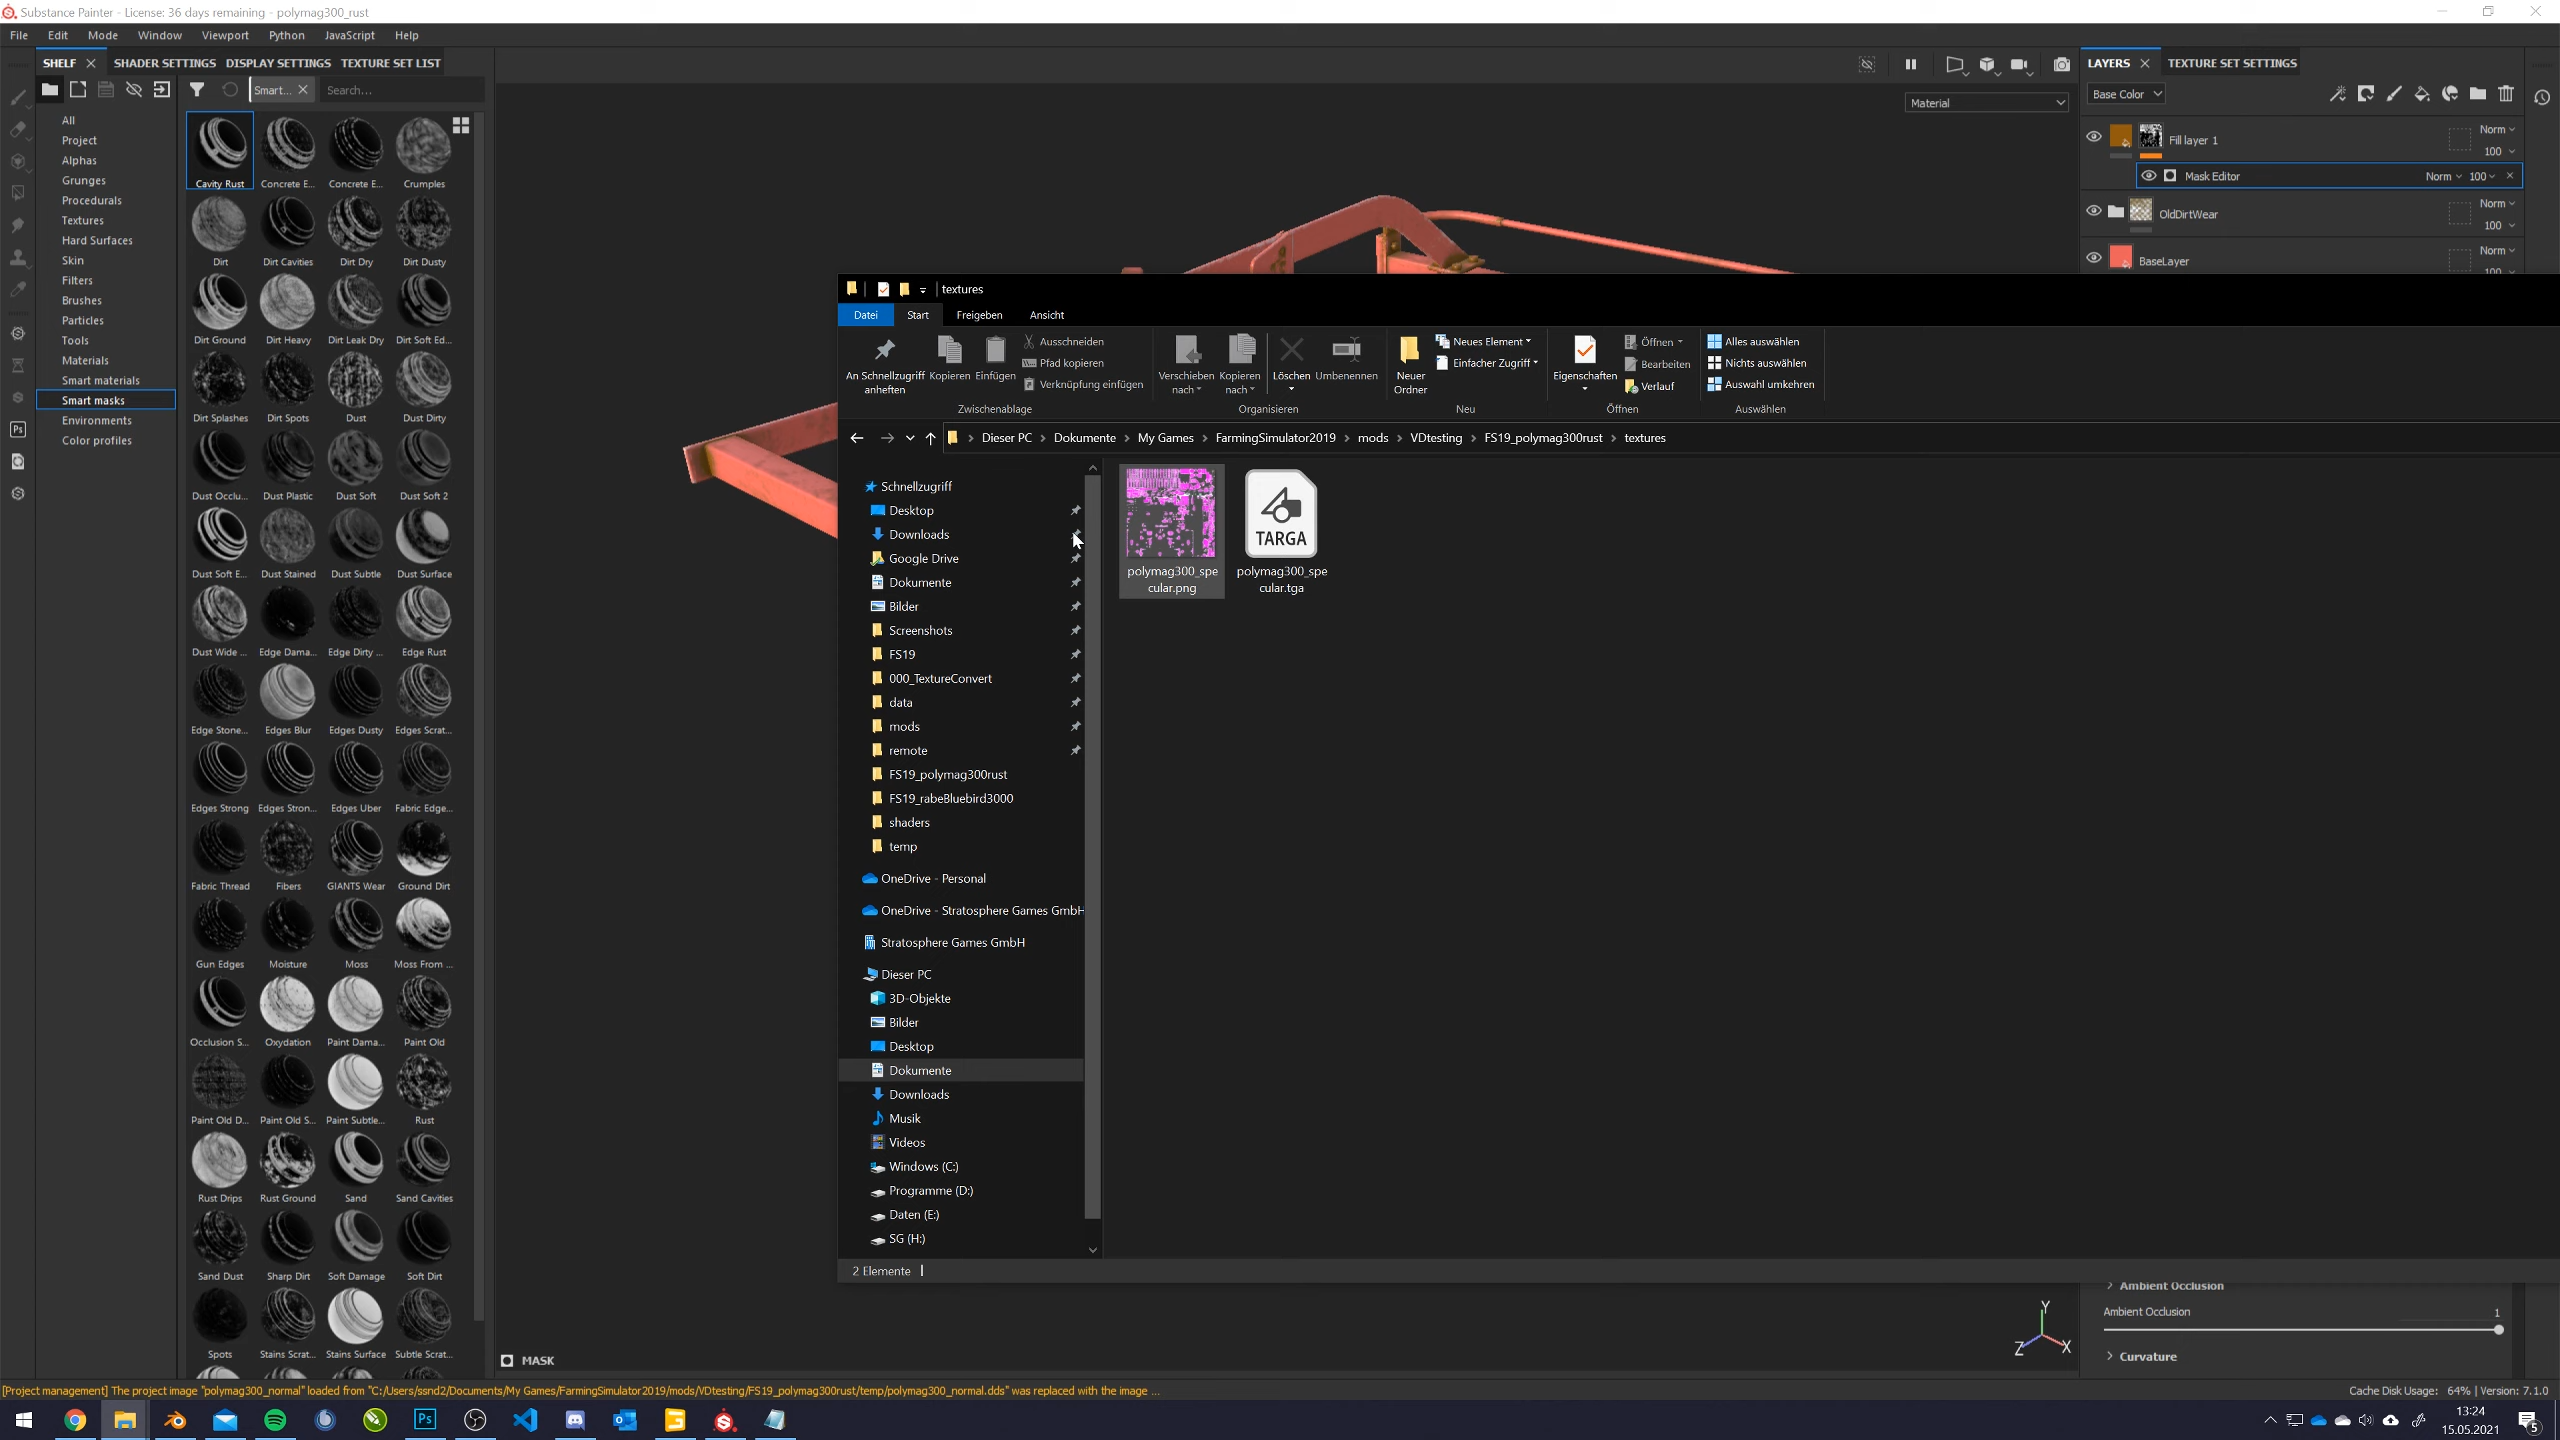 Substance Painter - License: 36 days remaining - polymag300_rust
File Edit Mode Window Viewport Python JavaScript Help
SHELF SHADER SETTINGS DISPLAY SETTINGS TEXTURE SET LIST
Smart... Search...
All
Project
Alphas
Grunges
Procedurals
Textures
Hard Surfaces
Skin
Filters
Brushes
Particles
Tools
Materials
Smart materials
Smart masks
Environments
Color profiles
Cavity Rust Concrete E... Concrete E... Crumples
Dirt Dirt Cavities Dirt Dry Dirt Dusty
Dirt Ground Dirt Heavy Dirt Leak Dry Dirt Soft Ed...
Dirt Splashes Dirt Spots Dust Dust Dirty
Dust Occlu... Dust Plastic Dust Soft Dust Soft 2
Dust Soft E... Dust Stained Dust Subtle Dust Surface
Dust Wide ... Edge Dama... Edge Dirty ... Edge Rust
Edge Stone... Edges Blur Edges Dusty Edges Scrat...
Edges Strong Edges Stron... Edges Uber Fabric Edge...
Fabric Thread Fibers GIANTS Wear Ground Dirt
Gun Edges Moisture Moss Moss From ...
Occlusion S... Oxydation Paint Dama... Paint Old
Paint Old D... Paint Old S... Paint Subtle... Rust
Rust Drips Rust Ground Sand Sand Cavities
Sand Dust Sharp Dirt Soft Damage Soft Dirt
Spots Stains Scrat... Stains Surface Subtle Scrat...
Ps
Material
LAYERS TEXTURE SET SETTINGS
Base Color
Fill layer 1
Norm
100
Mask Editor Norm 100
OldDirtWear
Norm
100
BaseLayer
Norm
100
textures
Datei Start Freigeben Ansicht
An Schnellzugriff anheften
Kopieren
Einfügen
Ausschneiden
Pfad kopieren
Verknüpfung einfügen
Zwischenablage
Verschieben nach
Kopieren nach
Löschen
Umbenennen
Organisieren
Neuer Ordner
Neues Element
Einfacher Zugriff
Neu
Eigenschaften
Öffnen
Bearbeiten
Verlauf
Öffnen
Alles auswählen
Nichts auswählen
Auswahl umkehren
Auswählen
Dieser PC > Dokumente > My Games > FarmingSimulator2019 > mods > VDtesting > FS19_polymag300rust > textures
Schnellzugriff
Desktop
Downloads
Google Drive
Dokumente
Bilder
Screenshots
FS19
000_TextureConvert
data
mods
remote
FS19_polymag300rust
FS19_rabeBluebird3000
shaders
temp
OneDrive - Personal
OneDrive - Stratosphere Games GmbH
Stratosphere Games GmbH
Dieser PC
3D-Objekte
Bilder
Desktop
Dokumente
Downloads
Musik
Videos
Windows (C:)
Programme (D:)
Daten (E:)
SG (H:)
polymag300_spe
cular.png
TARGA
polymag300_spe
cular.tga
2 Elemente
Ambient Occlusion
Ambient Occlusion 1
Curvature
Y
Z X
MASK
[Project management] The project image "polymag300_normal" loaded from "C:/Users/ssnd2/Documents/My Games/FarmingSimulator2019/mods/VDtesting/FS19_polymag300rust/temp/polymag300_normal.dds" was replaced with the image ...
Cache Disk Usage: 64% | Version: 7.1.0
Ps
13:24
15.05.2021
5